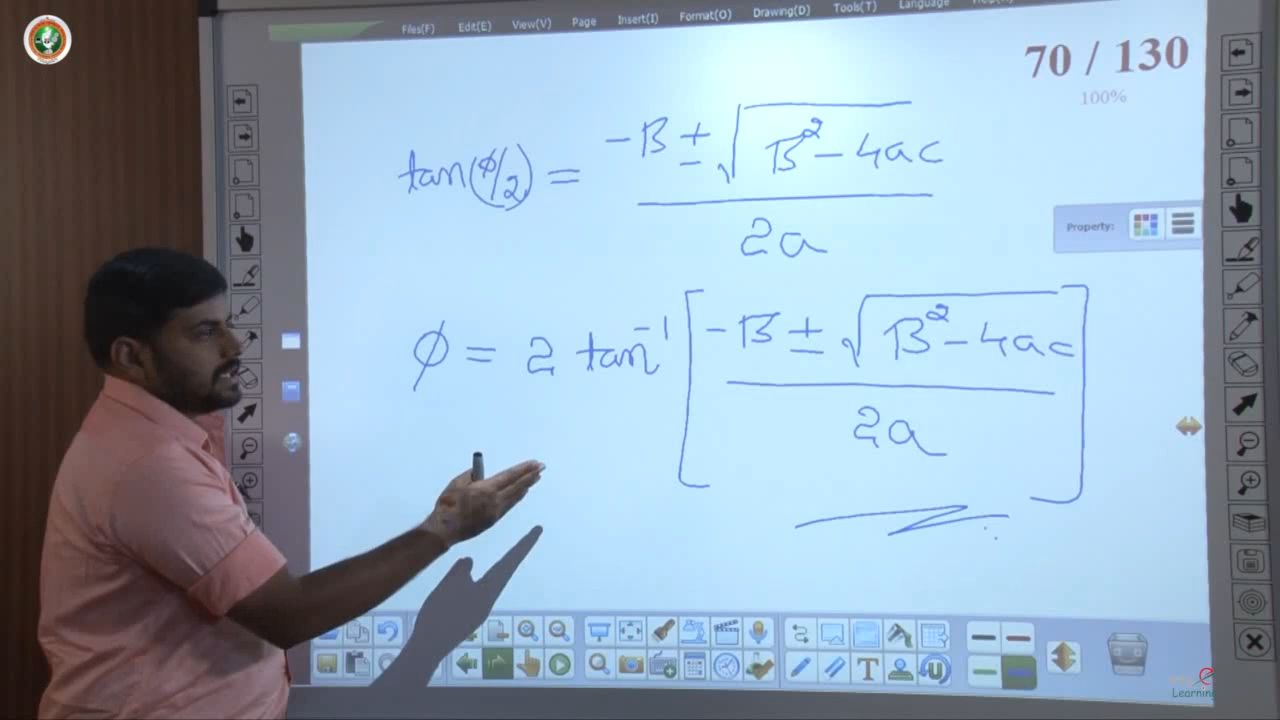 Files(F) Edit(E) View(V) Page Insert(I) Format(O) Drawing(D) Tools(T) Language
70 / 130
100%
tan(φ/2) = -B ± √B² - 4ac
2a
Property:
φ = 2 tan⁻¹ [ -B ± √B² - 4ac ]
2a
Learning